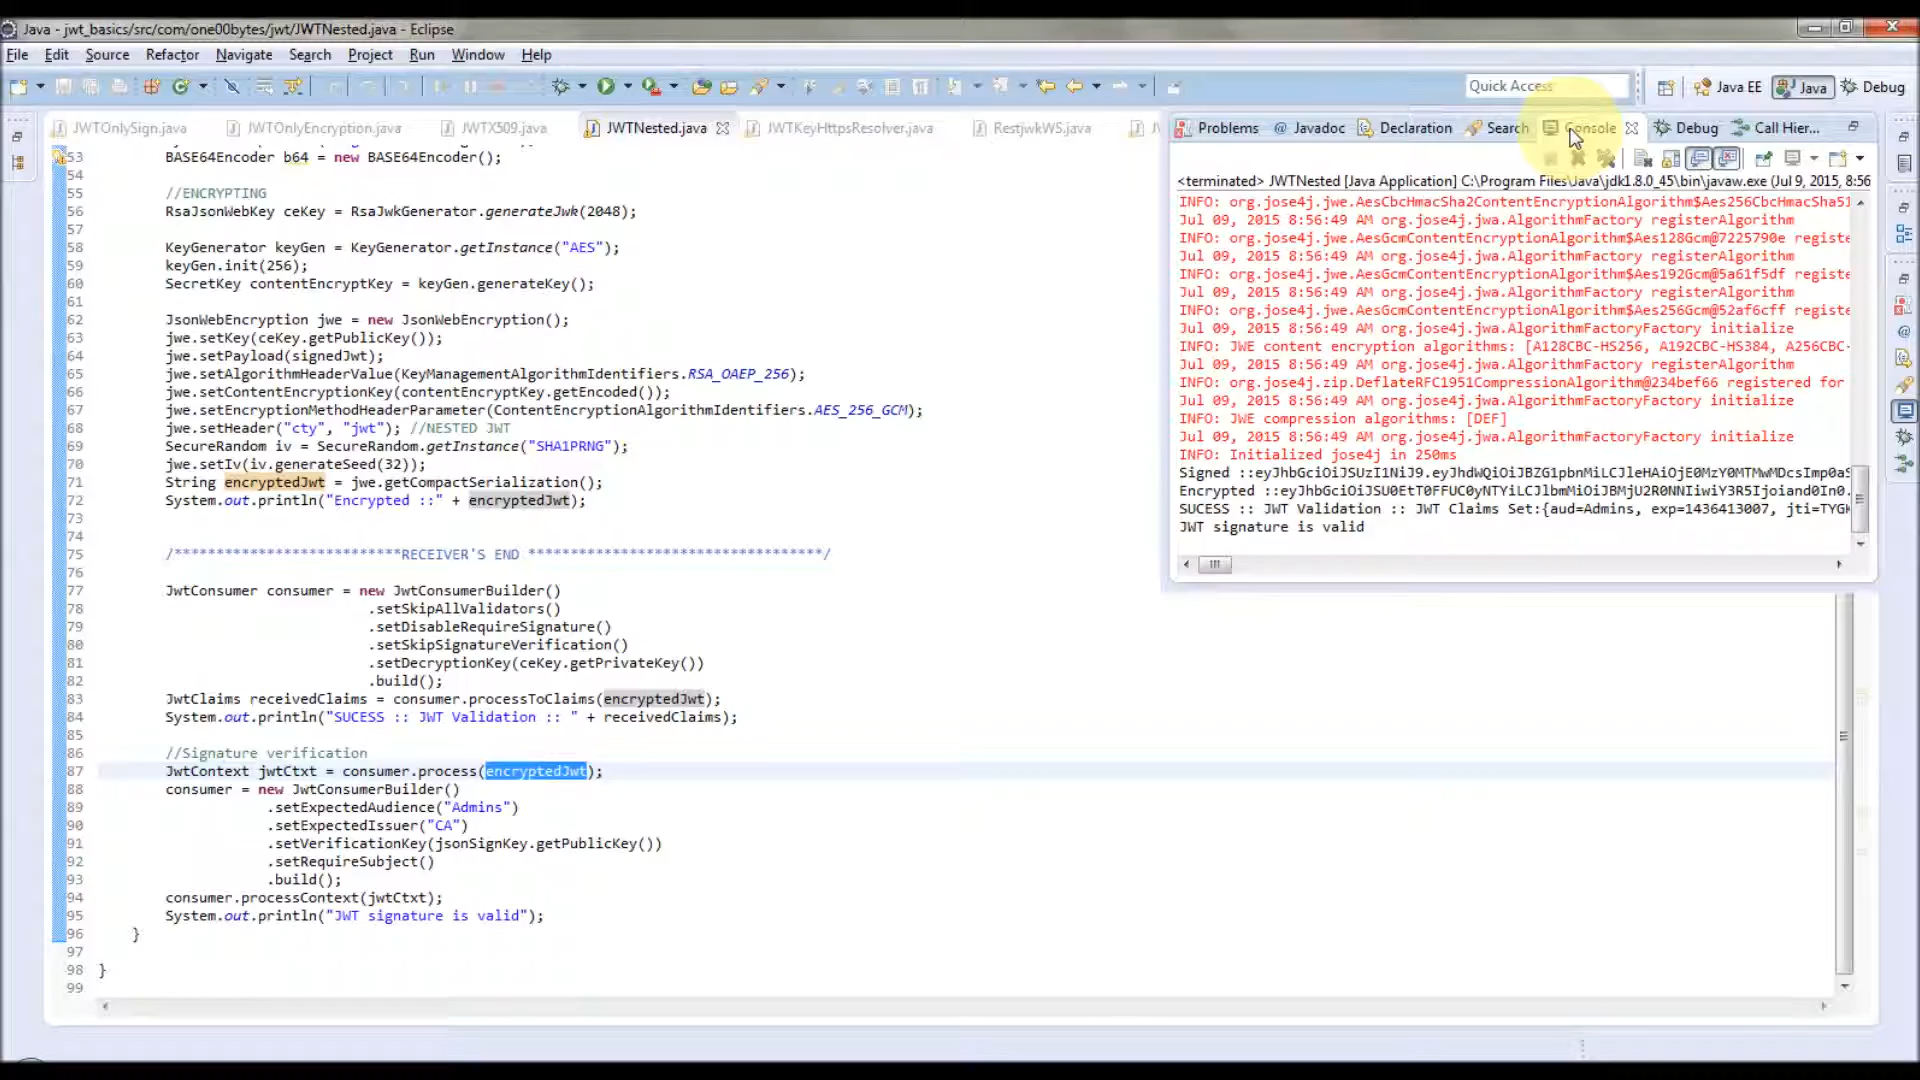 Java - jwt_basics/src/com/one00bytes/jwt/JWTNested.java - Eclipse
File Edit Source Refactor Navigate Search Project Run Window Help
Quick Access Java EE Java Debug
JWTOnlySign.java JWTOnlyEncryption.java JWTX509.java JWTNested.java JWTKeyHttpsResolver.java RestjwkWS.java
53 BASE64Encoder b64 = new BASE64Encoder();
54
55 //ENCRYPTING
56 RsaJsonWebKey ceKey = RsaJwkGenerator.generateJwk(2048);
57
58 KeyGenerator keyGen = KeyGenerator.getInstance("AES");
59 keyGen.init(256);
60 SecretKey contentEncryptKey = keyGen.generateKey();
61
62 JsonWebEncryption jwe = new JsonWebEncryption();
63 jwe.setKey(ceKey.getPublicKey());
64 jwe.setPayload(signedJwt);
65 jwe.setAlgorithmHeaderValue(KeyManagementAlgorithmIdentifiers.RSA_OAEP_256);
66 jwe.setContentEncryptionKey(contentEncryptKey.getEncoded());
67 jwe.setEncryptionMethodHeaderParameter(ContentEncryptionAlgorithmIdentifiers.AES_256_GCM);
68 jwe.setHeader("cty", "jwt"); //NESTED JWT
69 SecureRandom iv = SecureRandom.getInstance("SHA1PRNG");
70 jwe.setIv(iv.generateSeed(32));
71 String encryptedJwt = jwe.getCompactSerialization();
72 System.out.println("Encrypted ::" + encryptedJwt);
73
74
75 /****************************RECEIVER'S END ***********************************/
76
77 JwtConsumer consumer = new JwtConsumerBuilder()
78 .setSkipAllValidators()
79 .setDisableRequireSignature()
80 .setSkipSignatureVerification()
81 .setDecryptionKey(ceKey.getPrivateKey())
82 .build();
83 JwtClaims receivedClaims = consumer.processToClaims(encryptedJwt);
84 System.out.println("SUCESS :: JWT Validation :: " + receivedClaims);
85
86 //Signature verification
87 JwtContext jwtCtxt = consumer.process(encryptedJwt);
88 consumer = new JwtConsumerBuilder()
89 .setExpectedAudience("Admins")
90 .setExpectedIssuer("CA")
91 .setVerificationKey(jsonSignKey.getPublicKey())
92 .setRequireSubject()
93 .build();
94 consumer.processContext(jwtCtxt);
95 System.out.println("JWT signature is valid");
96 }
97
98 }
99
Problems @ Javadoc Declaration Search Console Debug Call Hier...
<terminated> JWTNested [Java Application] C:\Program Files\Java\jdk1.8.0_45\bin\javaw.exe (Jul 9, 2015, 8:56
INFO: org.jose4j.jwe.AesCbcHmacSha2ContentEncryptionAlgorithm$Aes256CbcHmacSha51
Jul 09, 2015 8:56:49 AM org.jose4j.jwa.AlgorithmFactory registerAlgorithm
INFO: org.jose4j.jwe.AesGcmContentEncryptionAlgorithm$Aes128Gcm@7225790e registe
Jul 09, 2015 8:56:49 AM org.jose4j.jwa.AlgorithmFactory registerAlgorithm
INFO: org.jose4j.jwe.AesGcmContentEncryptionAlgorithm$Aes192Gcm@5a61f5df registe
Jul 09, 2015 8:56:49 AM org.jose4j.jwa.AlgorithmFactory registerAlgorithm
INFO: org.jose4j.jwe.AesGcmContentEncryptionAlgorithm$Aes256Gcm@52af6cff registe
Jul 09, 2015 8:56:49 AM org.jose4j.jwa.AlgorithmFactoryFactory initialize
INFO: JWE content encryption algorithms: [A128CBC-HS256, A192CBC-HS384, A256CBC-
Jul 09, 2015 8:56:49 AM org.jose4j.jwa.AlgorithmFactory registerAlgorithm
INFO: org.jose4j.zip.DeflateRFC1951CompressionAlgorithm@234bef66 registered for
Jul 09, 2015 8:56:49 AM org.jose4j.jwa.AlgorithmFactoryFactory initialize
INFO: JWE compression algorithms: [DEF]
Jul 09, 2015 8:56:49 AM org.jose4j.jwa.AlgorithmFactoryFactory initialize
INFO: Initialized jose4j in 250ms
Signed ::eyJhbGciOiJSUzI1NiJ9.eyJhdWQiOiJBZG1pbnMiLCJleHAiOjE0MzY0MTMwMDcsImp0aS
Encrypted ::eyJhbGciOiJSU0EtT0FFUC0yNTYiLCJlbmMiOiJBMjU2R0NNIiwiY3R5Ijoiand0In0.
SUCESS :: JWT Validation :: JWT Claims Set:{aud=Admins, exp=1436413007, jti=TYGK
JWT signature is valid